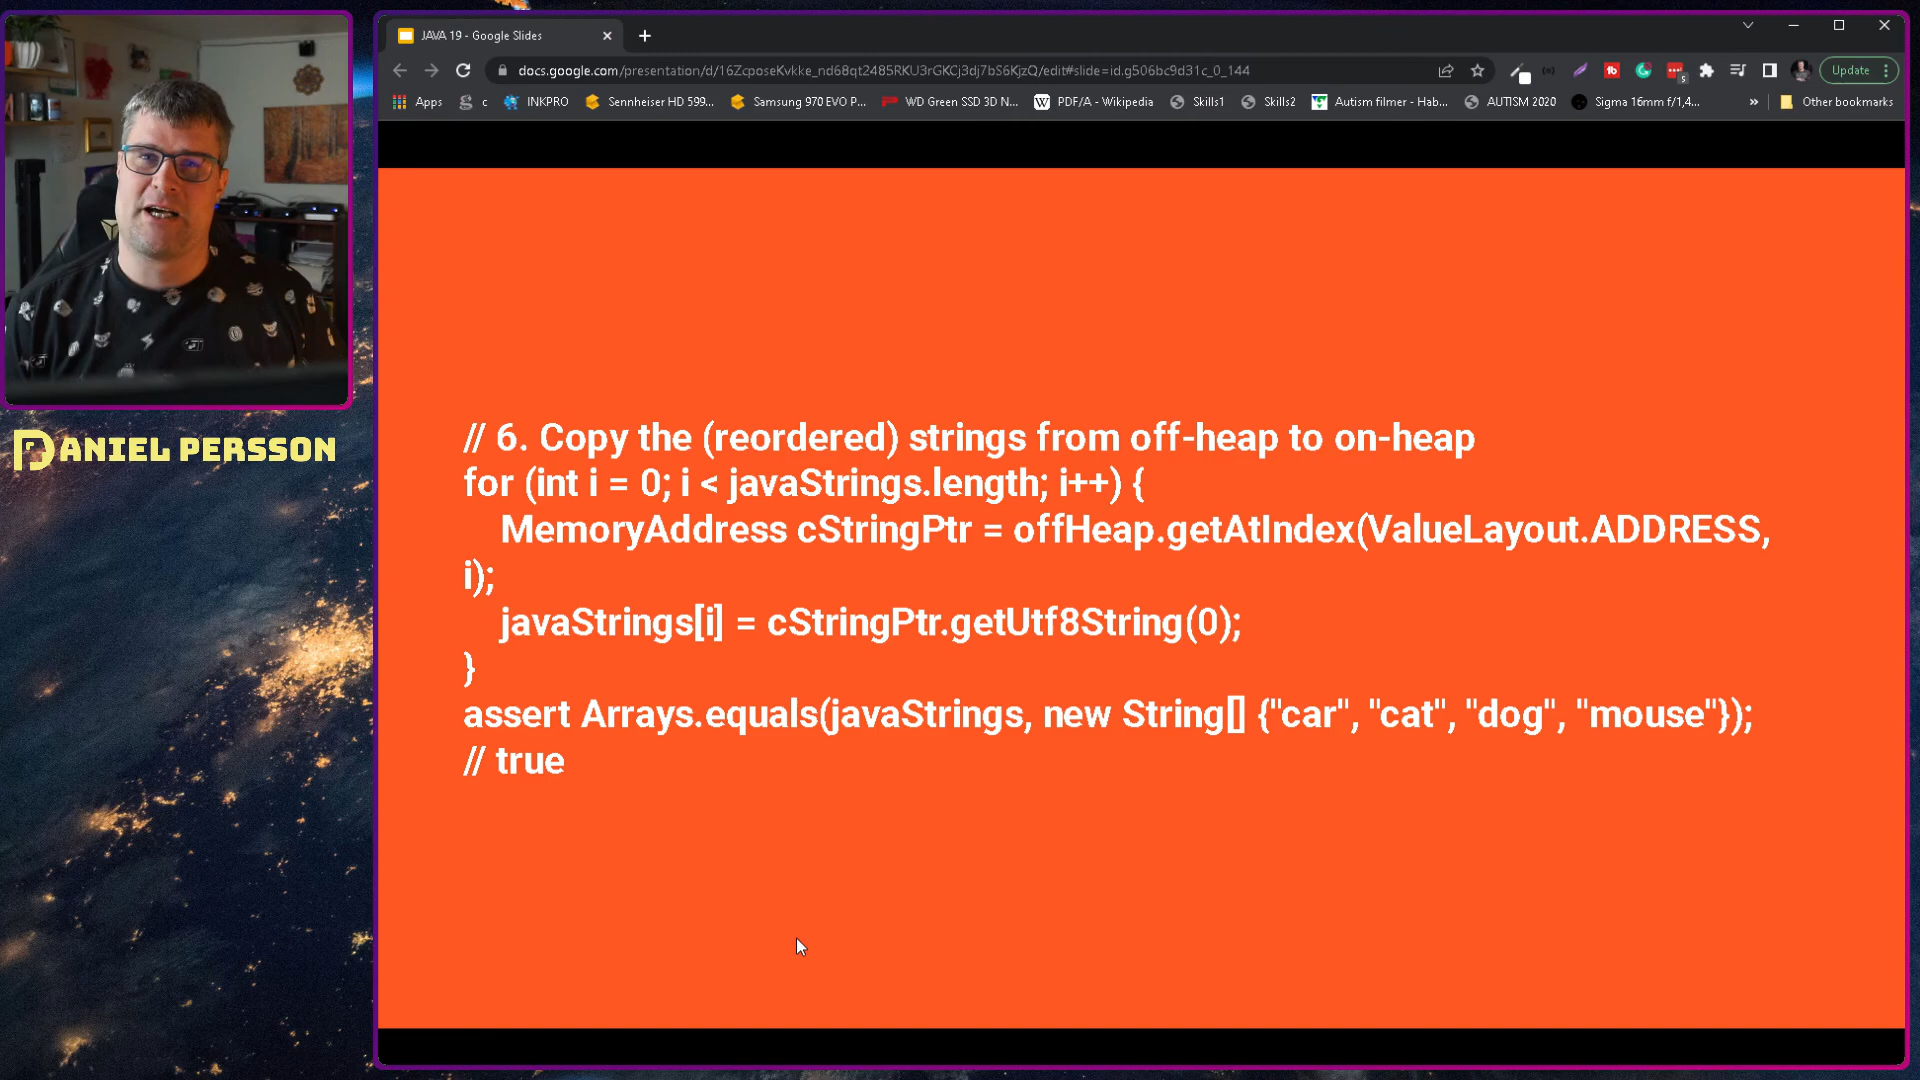 JAVA 19 - Google Slides
docs.google.com/presentation/d/16ZcposeKvkke_nd68qt2485RKU3rGKCj3dj7bS6KjzQ/edit#slide=id.g506bc9d31c_0_144
Update
Apps
c
INKPRO
Sennheiser HD 599...
Samsung 970 EVO P...
WD Green SSD 3D N...
PDF/A - Wikipedia
Skills1
Skills2
Autism filmer - Hab...
AUTISM 2020
Sigma 16mm f/1,4...
»
Other bookmarks
DANIEL PERSSON
// 6. Copy the (reordered) strings from off-heap to on-heap
for (int i = 0; i < javaStrings.length; i++) {
MemoryAddress cStringPtr = offHeap.getAtIndex(ValueLayout.ADDRESS,
i);
javaStrings[i] = cStringPtr.getUtf8String(0);
}
assert Arrays.equals(javaStrings, new String[] {"car", "cat", "dog", "mouse"});
// true